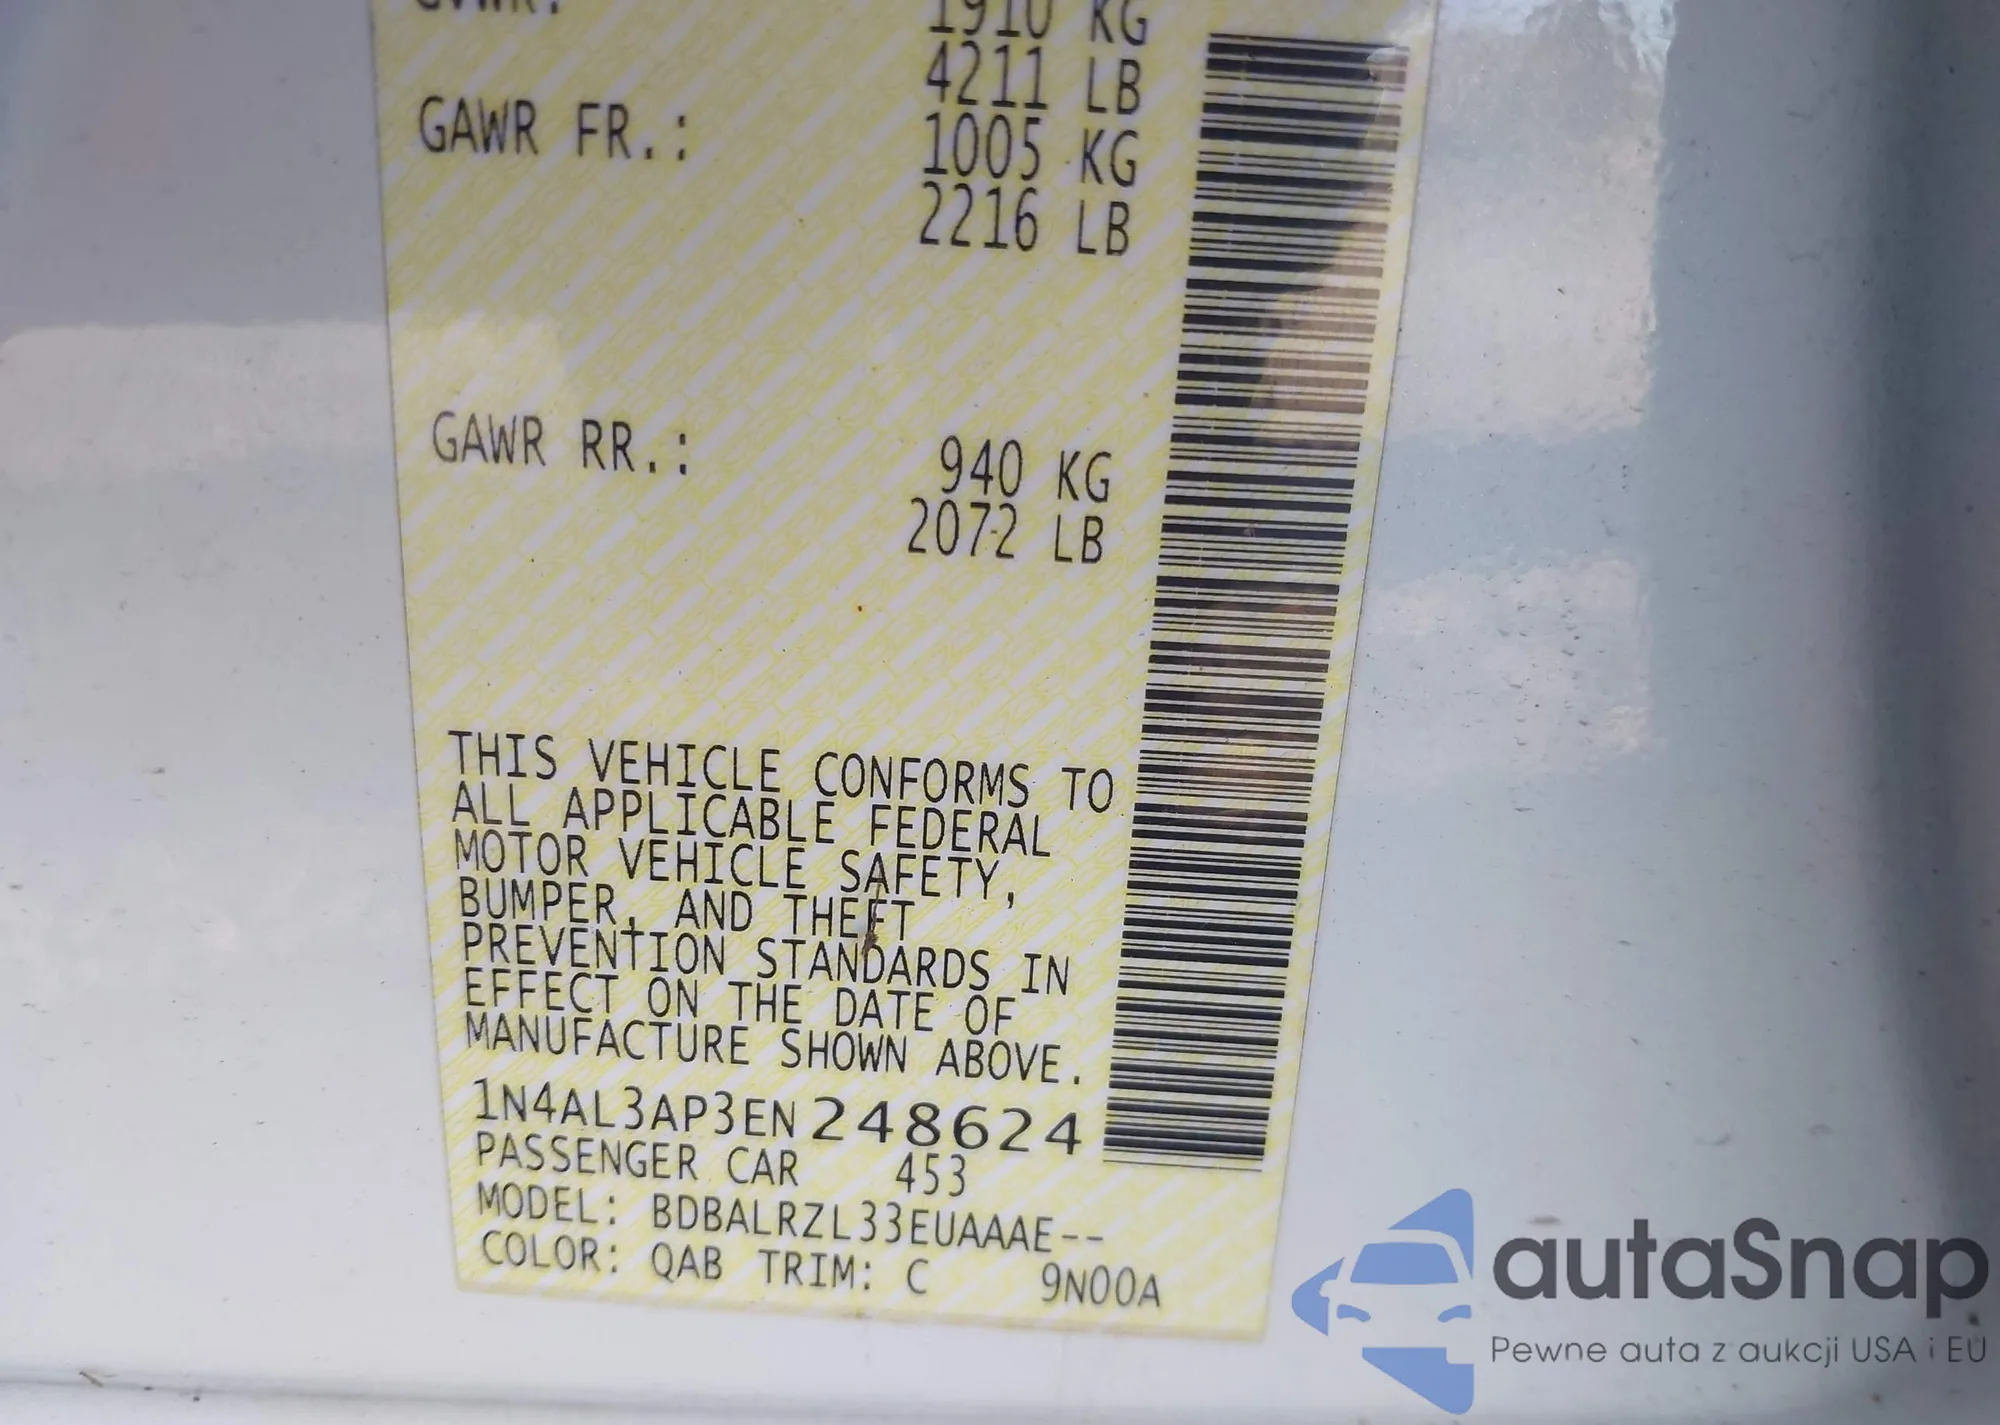 GVWR: 1910 KG
4211 LB
GAWR FR.: 1005 KG
2216 LB
GAWR RR.: 940 KG
2072 LB
THIS VEHICLE CONFORMS TO
ALL APPLICABLE FEDERAL
MOTOR VEHICLE SAFETY,
BUMPER, AND THEFT
PREVENTION STANDARDS IN
EFFECT ON THE DATE OF
MANUFACTURE SHOWN ABOVE.
1N4AL3AP3EN248624
PASSENGER CAR 453
MODEL: BDBALRZL33EUAAAE--
COLOR: QAB TRIM: C 9N00A
autaSnap
Pewne auta z aukcji USA i EU